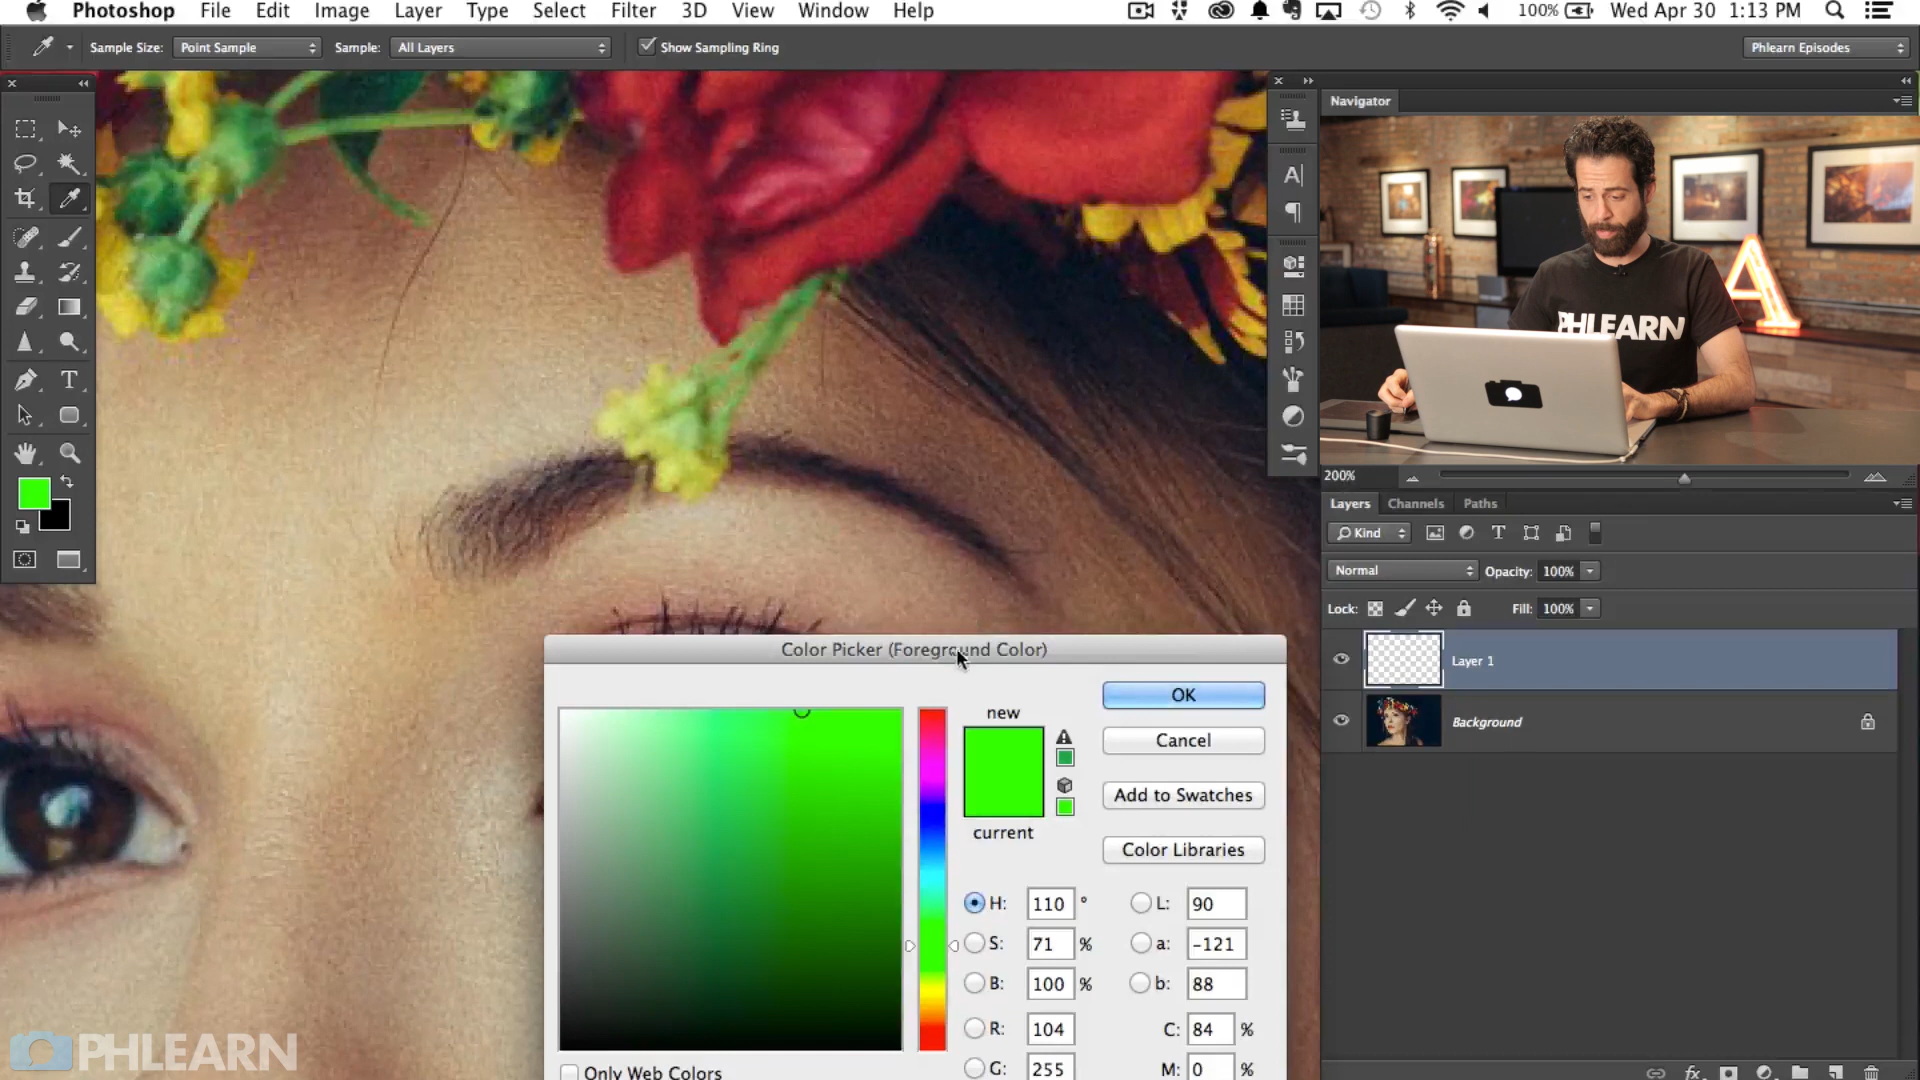 Photoshop File Edit Image Layer Type Select Filter 3D View Window Help 100% Wed Apr 30 1:13 PM
Sample Size: Point Sample Sample: All Layers Show Sampling Ring Phlearn Episodes
Navigator
PHLEARN
200%
Layers Channels Paths
Kind
Normal Opacity: 100%
Lock: Fill: 100%
Layer 1
Background
Color Picker (Foreground Color)
new
current
OK
Cancel
Add to Swatches
Color Libraries
H: 110 ° L: 90
S: 71 % a: -121
B: 100 % b: 88
R: 104 C: 84 %
G: 255 M: 0 %
Only Web Colors
PHLEARN